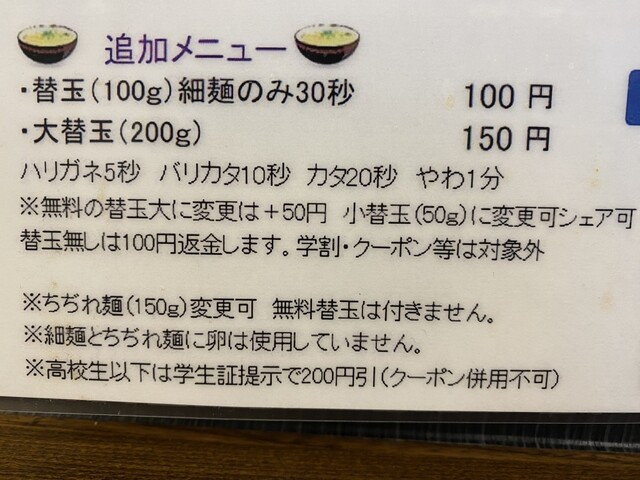 追加メニュー
・替玉(100g)細麺のみ30秒 100 円
・大替玉(200g) 150 円
ハリガネ5秒 バリカタ10秒 カタ20秒 やわ1分
※無料の替玉大に変更は＋50円 小替玉(50g)に変更可シェア可
替玉無しは100円返金します。学割・クーポン等は対象外
※ちぢれ麺(150g)変更可 無料替玉は付きません。
※細麺とちぢれ麺に卵は使用していません。
※高校生以下は学生証提示で200円引(クーポン併用不可)